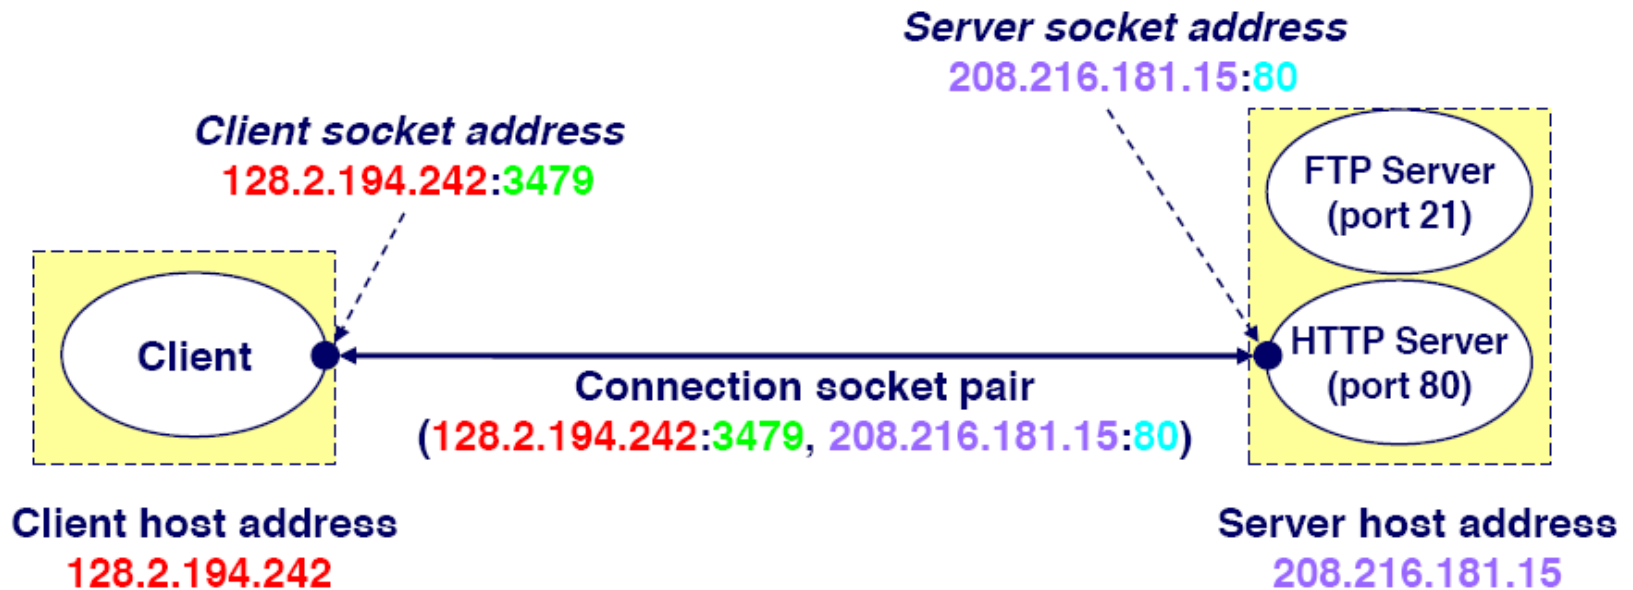 Server socket address
208.216.181.15:80
Client socket address
128.2.194.242:3479
FTP Server
(port 21)
Client
HTTP Server
(port 80)
Connection socket pair
(128.2.194.242:3479, 208.216.181.15:80)
Client host address
128.2.194.242
Server host address
208.216.181.15